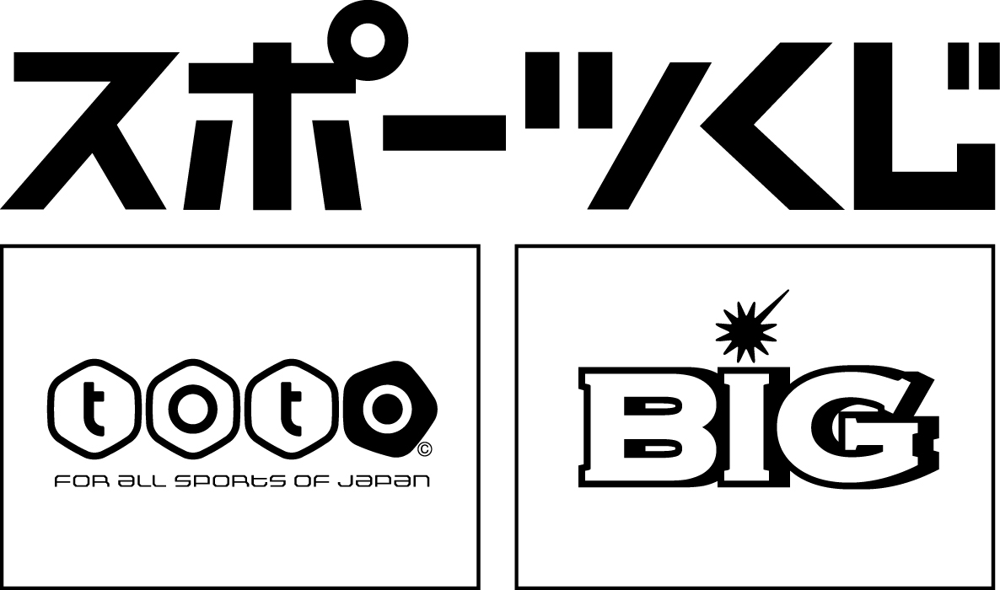 スポーツくじ
toto
©
FOR ALL SPORTS OF JAPAN
BIG